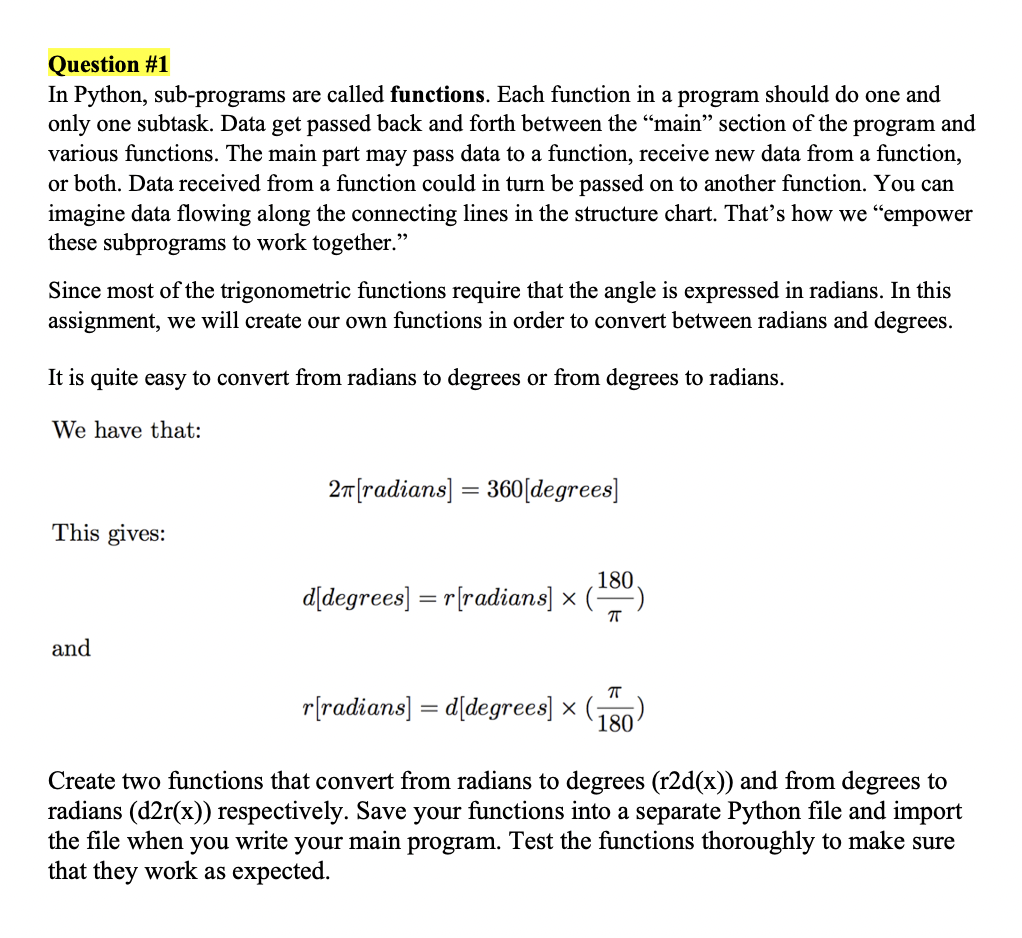 Question #1
In Python, sub-programs are called functions. Each function in a program should do one and
only one subtask. Data get passed back and forth between the “main” section of the program and
various functions. The main part may pass data to a function, receive new data from a function,
or both. Data received from a function could in turn be passed on to another function. You can
imagine data flowing along the connecting lines in the structure chart. That’s how we “empower
these subprograms to work together.”
Since most of the trigonometric functions require that the angle is expressed in radians. In this
assignment, we will create our own functions in order to convert between radians and degrees.
It is quite easy to convert from radians to degrees or from degrees to radians.
We have that:
2π[radians] = 360[degrees]
This gives:
d[degrees] = r[radians] × (180/π)
and
r[radians] = d[degrees] × (π/180)
Create two functions that convert from radians to degrees (r2d(x)) and from degrees to
radians (d2r(x)) respectively. Save your functions into a separate Python file and import
the file when you write your main program. Test the functions thoroughly to make sure
that they work as expected.